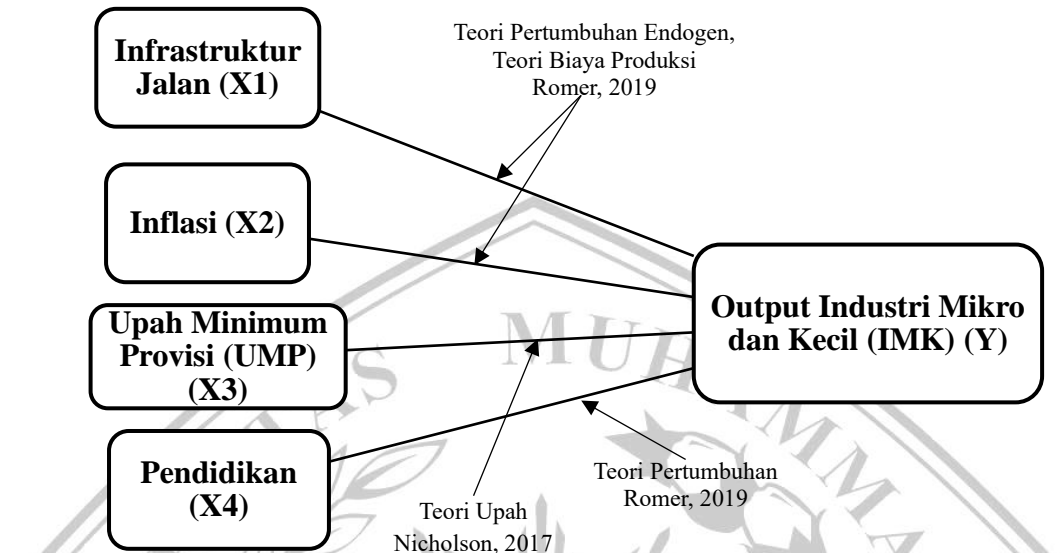 Infrastruktur
Jalan (X1)
Teori Pertumbuhan Endogen,
Teori Biaya Produksi
Romer, 2019
Inflasi (X2)
Upah Minimum
Provisi (UMP)
(X3)
Output Industri Mikro
dan Kecil (IMK) (Y)
Pendidikan
(X4)
Teori Upah
Nicholson, 2017
Teori Pertumbuhan
Romer, 2019